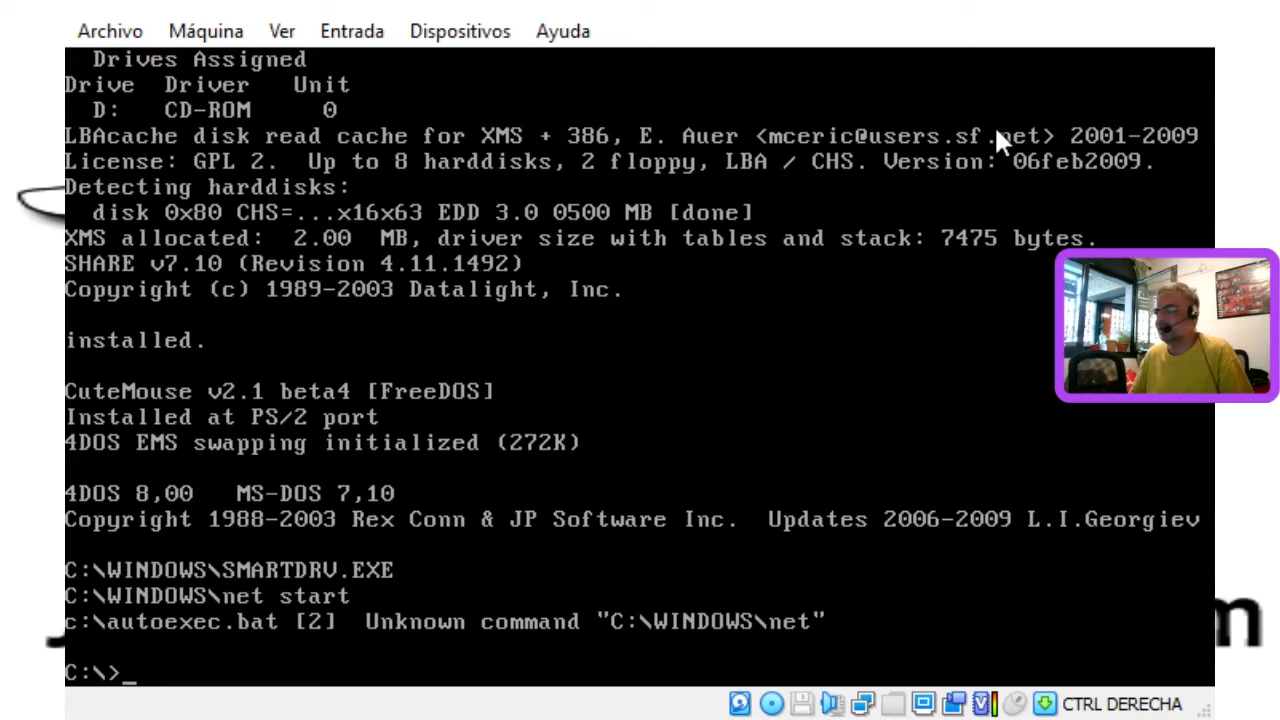 Archivo Máquina Ver Entrada Dispositivos Ayuda
Drives Assigned
Drive Driver Unit
D: CD-ROM 0
LBAcache disk read cache for XMS + 386, E. Auer <mceric@users.sf.net> 2001-2009
License: GPL 2. Up to 8 harddisks, 2 floppy, LBA / CHS. Version: 06feb2009.
Detecting harddisks:
disk 0x80 CHS=...x16x63 EDD 3.0 0500 MB [done]
XMS allocated: 2.00 MB, driver size with tables and stack: 7475 bytes.
SHARE v7.10 (Revision 4.11.1492)
Copyright (c) 1989-2003 Datalight, Inc.
installed.
CuteMouse v2.1 beta4 [FreeDOS]
Installed at PS/2 port
4DOS EMS swapping initialized (272K)
4DOS 8,00 MS-DOS 7,10
Copyright 1988-2003 Rex Conn & JP Software Inc. Updates 2006-2009 L.I.Georgiev
C:\WINDOWS\SMARTDRV.EXE
C:\WINDOWS\net start
c:\autoexec.bat [2] Unknown command "C:\WINDOWS\net"
C:\>_
CTRL DERECHA